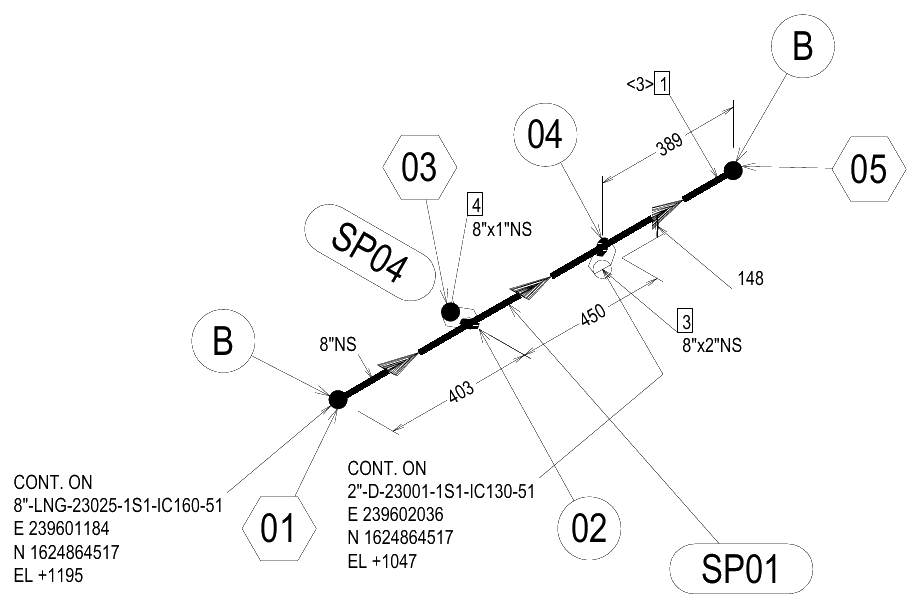 B
<3> 1
04
389
03
05
4
8"x1"NS
SP04
148
450
3
8"x2"NS
B
8"NS
403
CONT. ON
8"-LNG-23025-1S1-IC160-51
E 239601184
N 1624864517
EL +1195
01
CONT. ON
2"-D-23001-1S1-IC130-51
E 239602036
N 1624864517
EL +1047
02
SP01